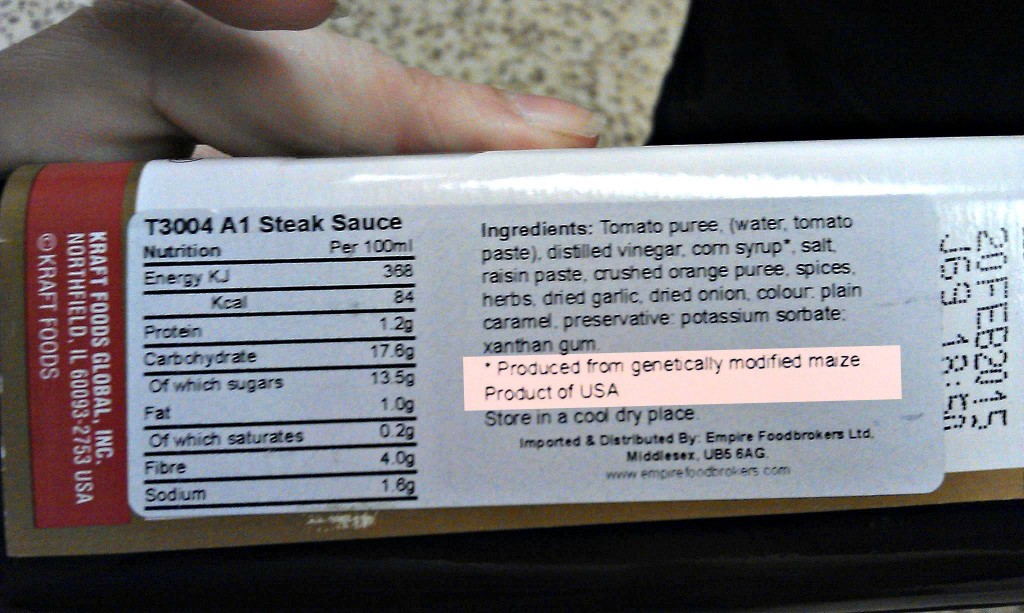 KRAFT FOODS GLOBAL, INC.
NORTHFIELD, IL 60093-2753 USA
© KRAFT FOODS
T3004 A1 Steak Sauce
Nutrition Per 100ml
Energy KJ 368
Kcal 84
Protein 1.2g
Carbohydrate 17.6g
Of which sugars 13.5g
Fat 1.0g
Of which saturates 0.2g
Fibre 4.0g
Sodium 1.6g
Ingredients: Tomato puree, (water, tomato
paste), distilled vinegar, corn syrup*, salt,
raisin paste, crushed orange puree, spices,
herbs, dried garlic, dried onion, colour: plain
caramel, preservative: potassium sorbate:
xanthan gum.
* Produced from genetically modified maize
Product of USA
Store in a cool dry place.
Imported & Distributed By: Empire Foodbrokers Ltd,
Middlesex, UB5 6AG.
www.empirefoodbrokers.com
20FEB2015